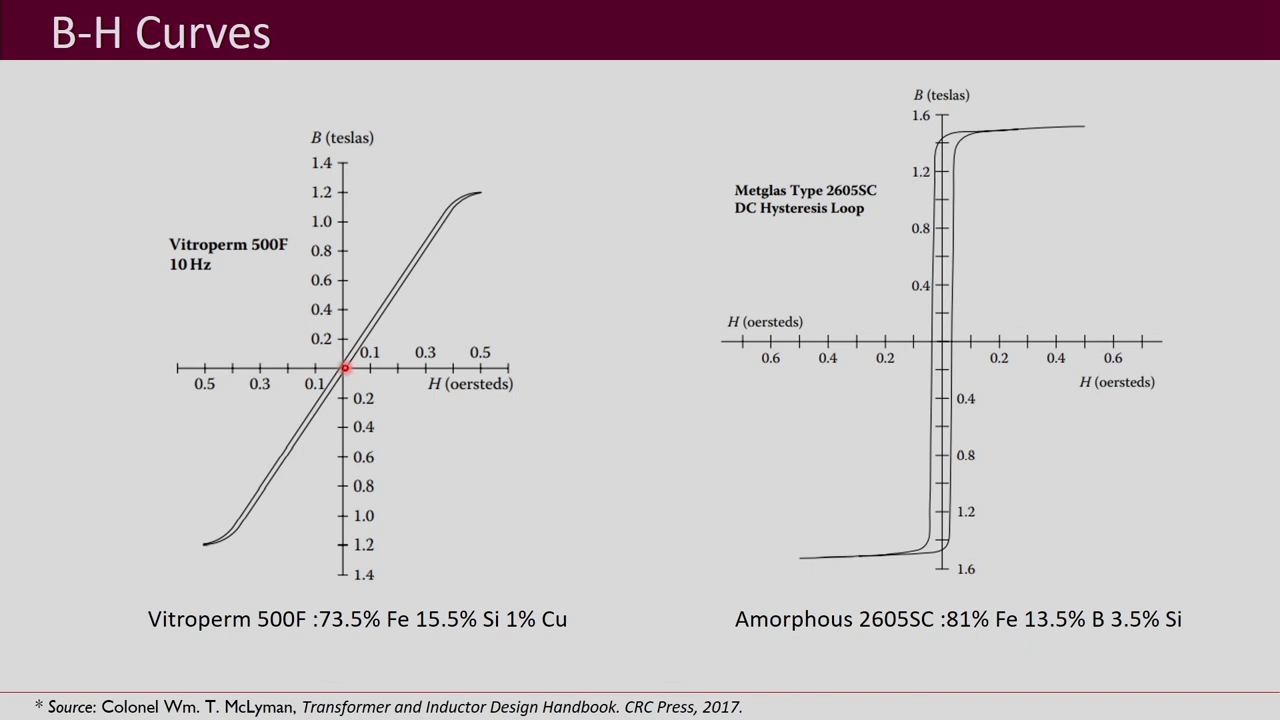 B-H Curves
B (teslas)
1.4
1.2
1.0
0.8
0.6
0.4
0.2
Vitroperm 500F
10 Hz
0.1
0.3
0.5
0.5
0.3
0.1
H (oersteds)
0.2
0.4
0.6
0.8
1.0
1.2
1.4
Vitroperm 500F :73.5% Fe 15.5% Si 1% Cu
B (teslas)
1.6
1.2
0.8
0.4
Metglas Type 2605SC
DC Hysteresis Loop
H (oersteds)
0.6
0.4
0.2
0.2
0.4
0.6
H (oersteds)
0.4
0.8
1.2
1.6
Amorphous 2605SC :81% Fe 13.5% B 3.5% Si
* Source: Colonel Wm. T. McLyman, Transformer and Inductor Design Handbook. CRC Press, 2017.